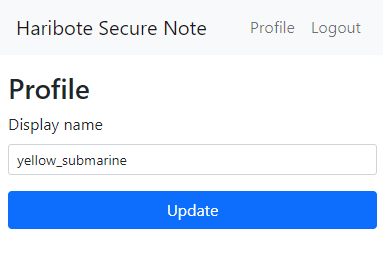 Haribote Secure Note Profile Logout
Profile
Display name
yellow_submarine
Update